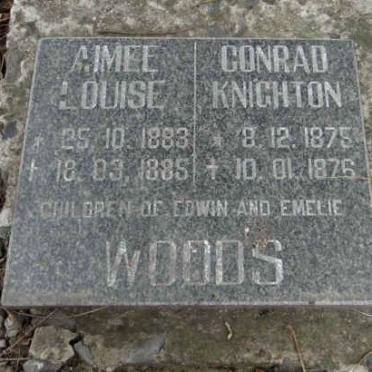 AIMEE
LOUISE
* 25.10.1883
† 18.03.1885
CONRAD
KNIGHTON
* 8.12.1875
† 10.01.1876
CHILDREN OF EDWIN AND EMELIE
WOODS